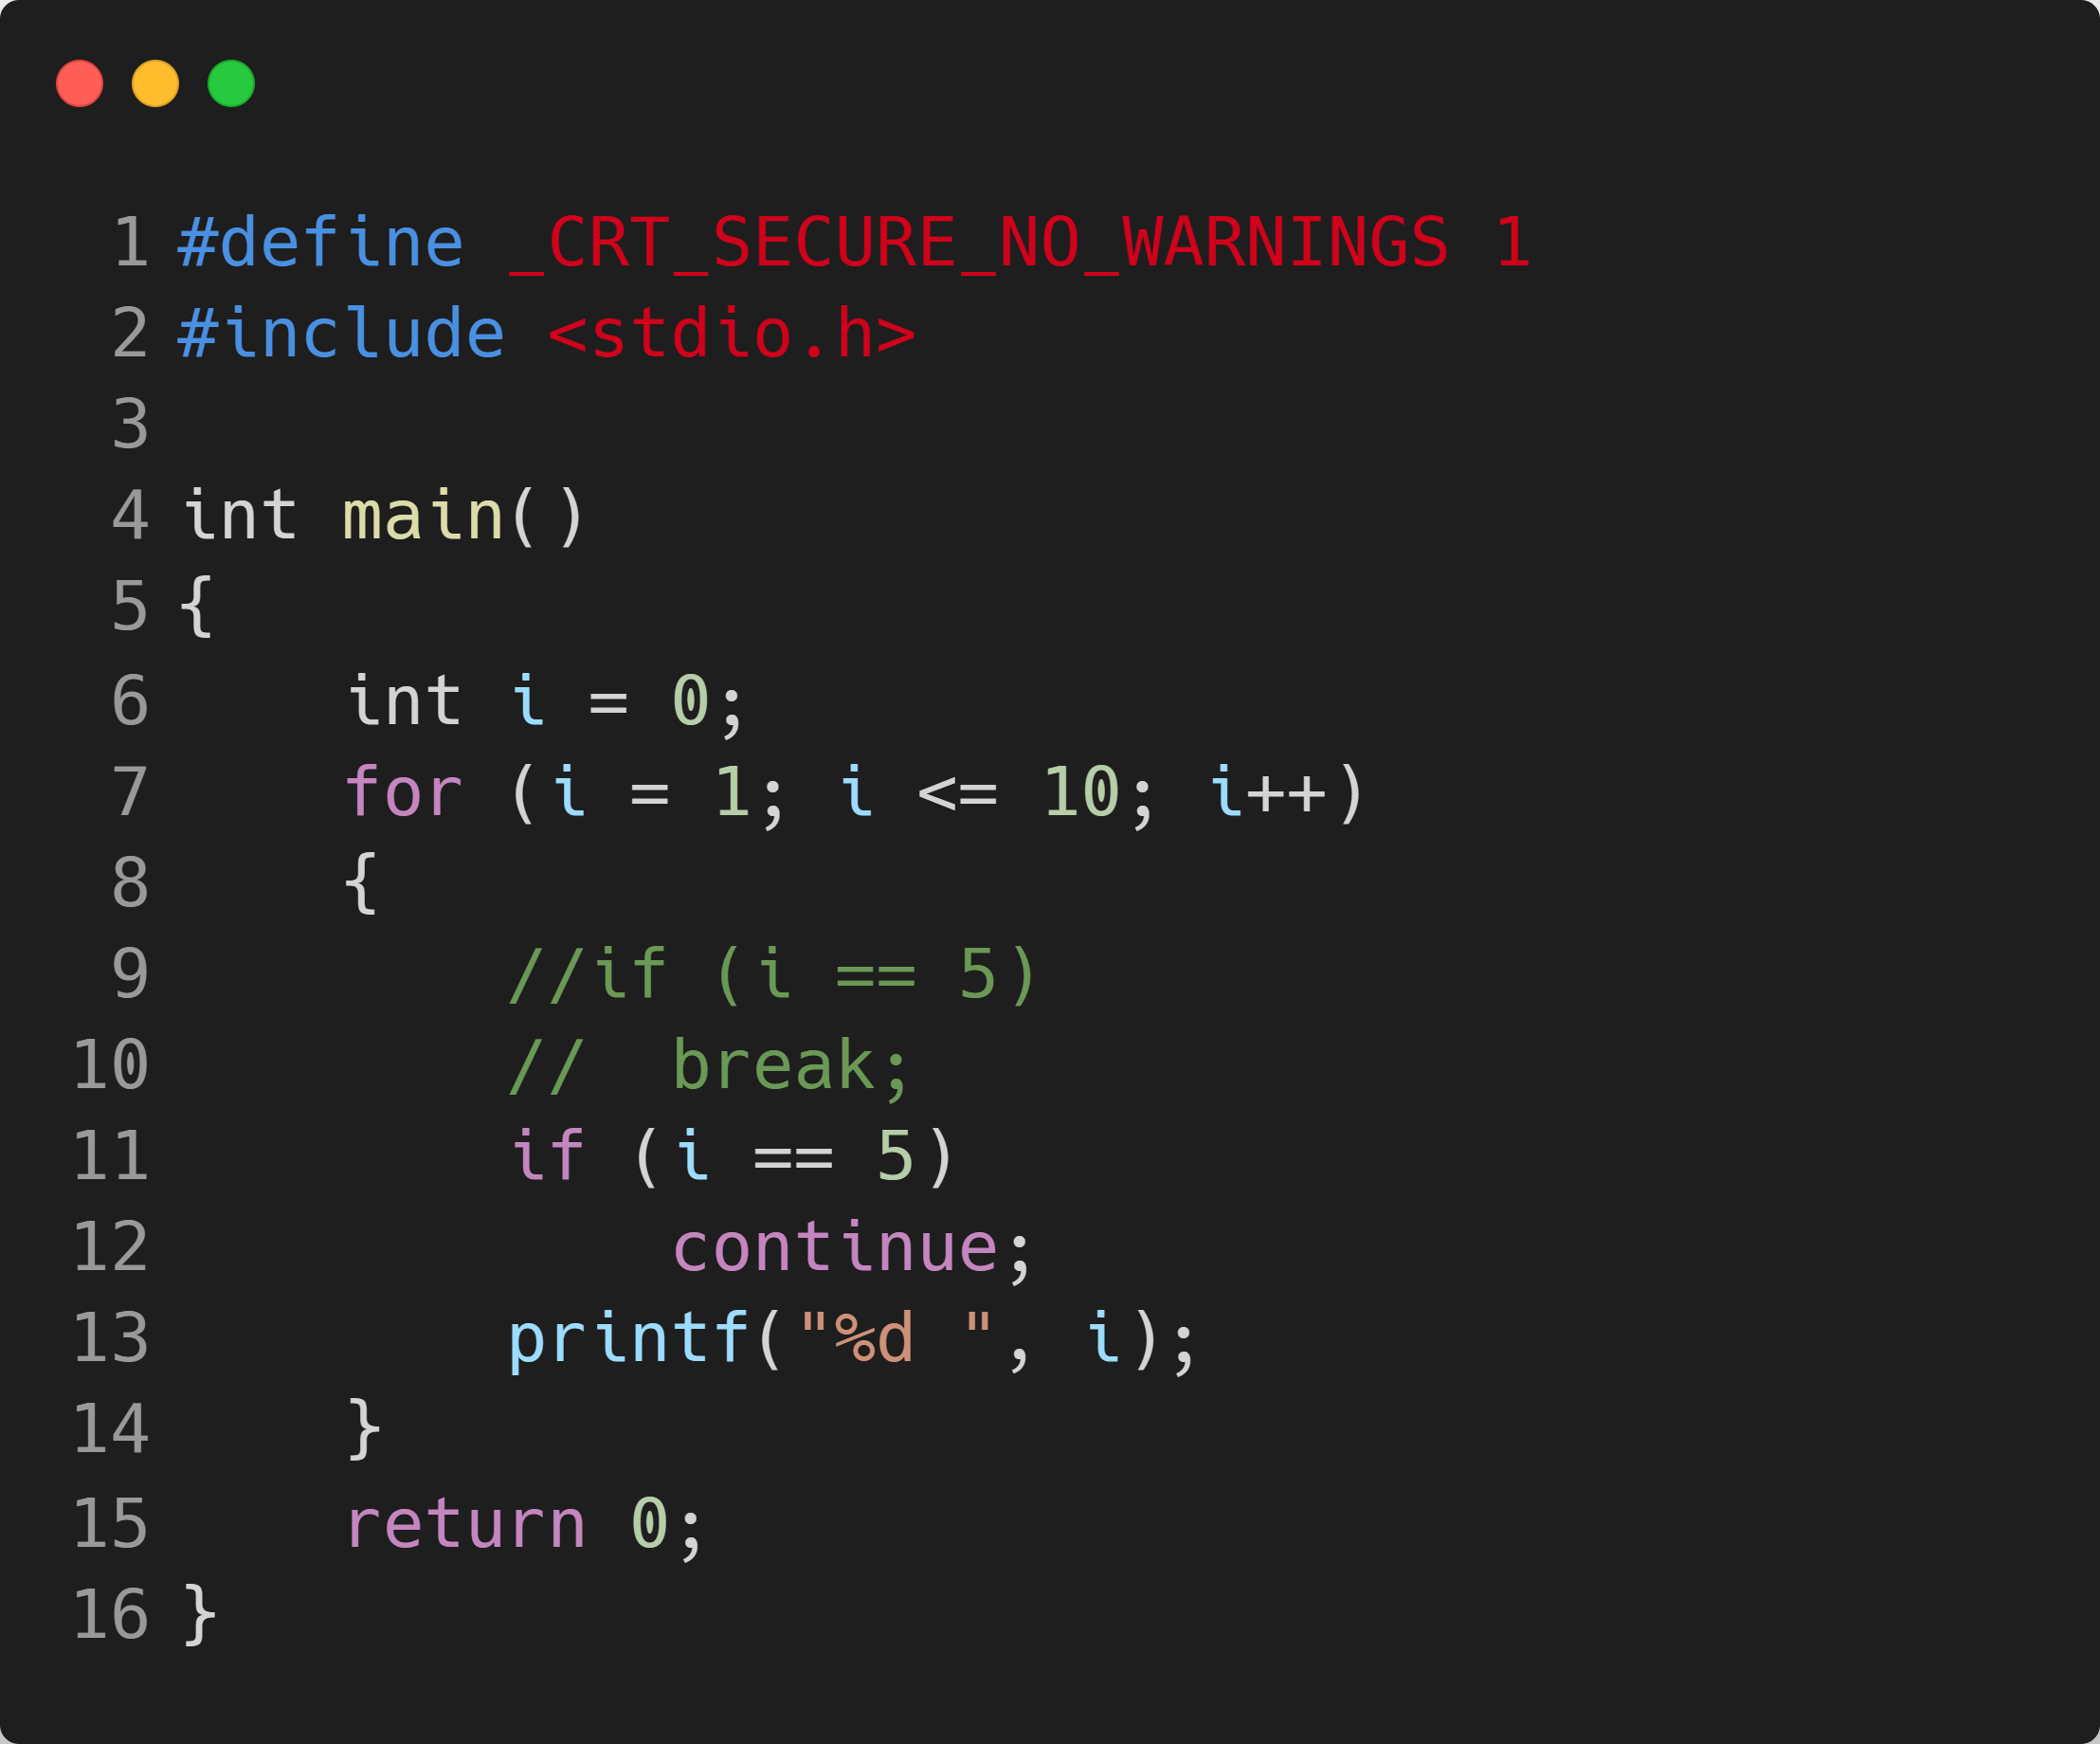 1 #define _CRT_SECURE_NO_WARNINGS 1
2 #include <stdio.h>
3
4 int main()
5 {
6     int i = 0;
7     for (i = 1; i <= 10; i++)
8     {
9         //if (i == 5)
10         //  break;
11         if (i == 5)
12             continue;
13         printf("%d ", i);
14     }
15     return 0;
16 }